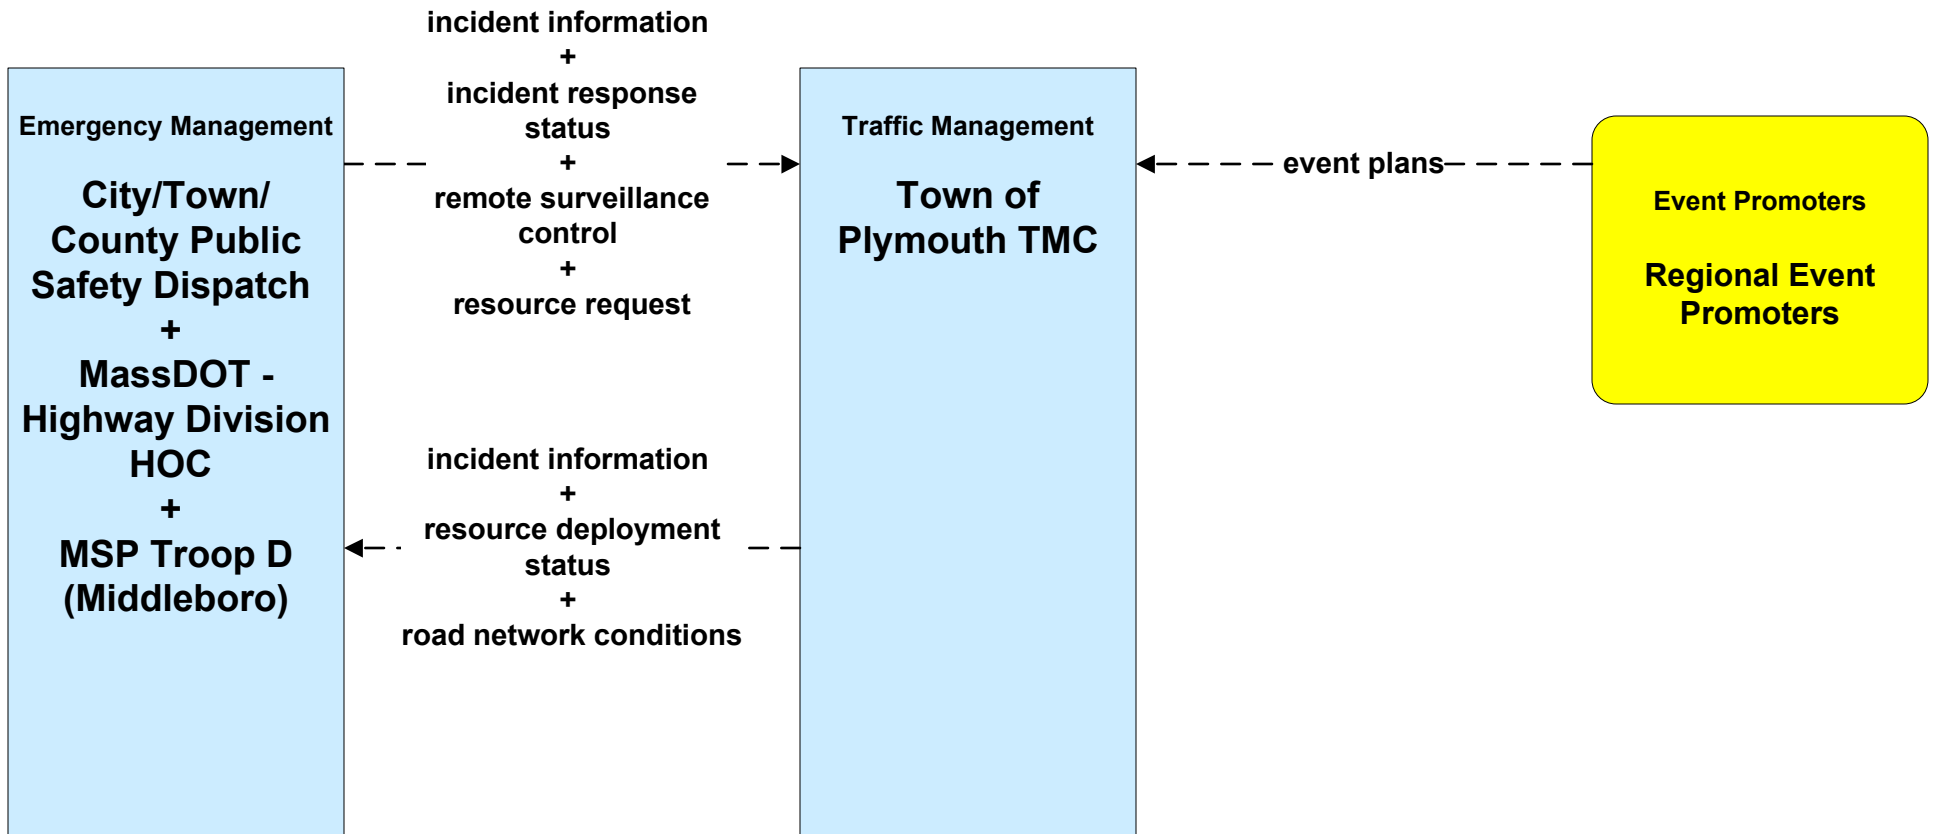 Emergency Management
City/Town/
County Public
Safety Dispatch
+
MassDOT -
Highway Division
HOC
+
MSP Troop D
(Middleboro)
incident information
+
incident response
status
+
remote surveillance
control
+
resource request
incident information
+
resource deployment
status
+
road network conditions
Traffic Management
Town of
Plymouth TMC
event plans
Event Promoters
Regional Event
Promoters